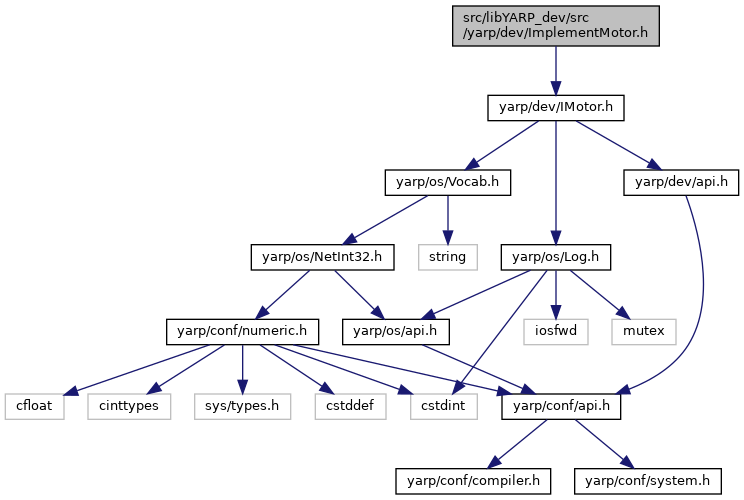 src/libYARP_dev/src
/yarp/dev/ImplementMotor.h
yarp/dev/IMotor.h
yarp/os/Vocab.h
yarp/dev/api.h
yarp/os/NetInt32.h
string
yarp/os/Log.h
yarp/conf/numeric.h
yarp/os/api.h
iosfwd
mutex
cfloat
cinttypes
sys/types.h
cstddef
cstdint
yarp/conf/api.h
yarp/conf/compiler.h
yarp/conf/system.h